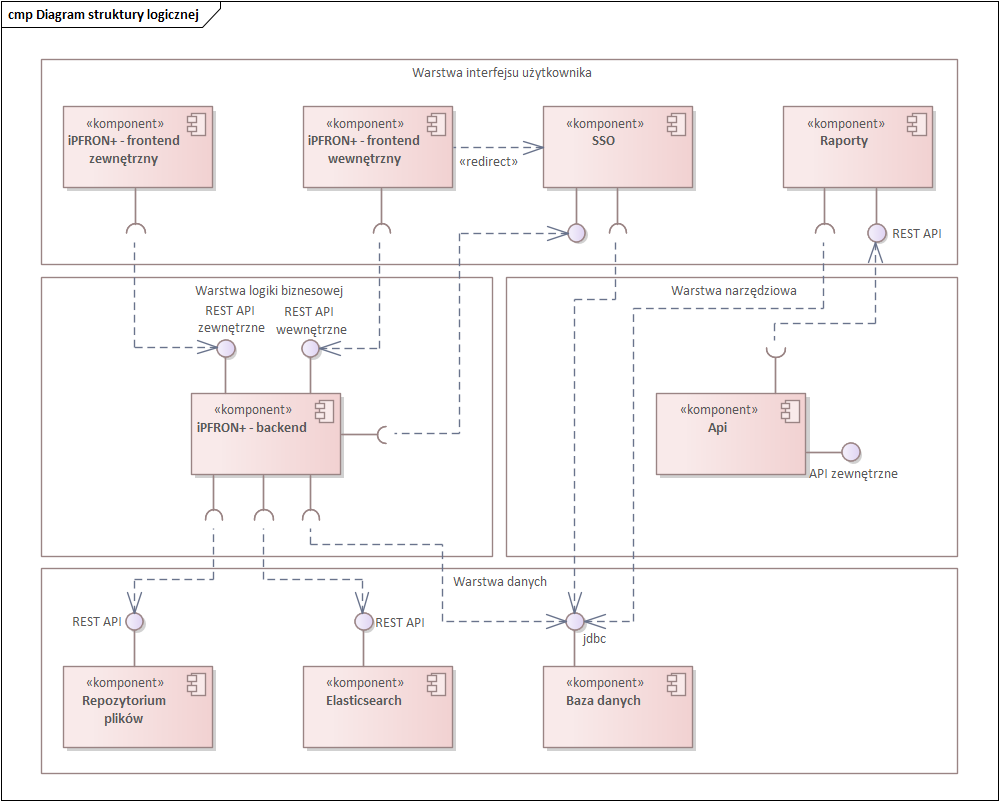 cmp Diagram struktury logicznej
Warstwa interfejsu użytkownika
«komponent»
iPFRON+ - frontend
zewnętrzny
«komponent»
iPFRON+ - frontend
wewnętrzny
«redirect»
«komponent»
SSO
«komponent»
Raporty
REST API
Warstwa logiki biznesowej
REST API
zewnętrzne
REST API
wewnętrzne
«komponent»
iPFRON+ - backend
Warstwa narzędziowa
«komponent»
Api
API zewnętrzne
Warstwa danych
REST API
REST API
jdbc
«komponent»
Repozytorium
plików
«komponent»
Elasticsearch
«komponent»
Baza danych